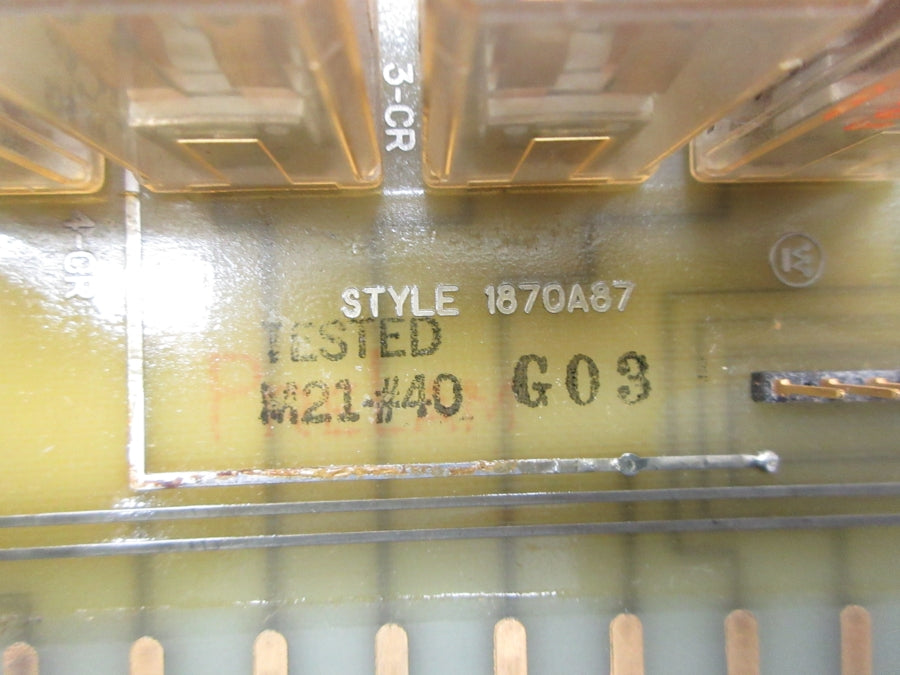 3-CR
4-CR
W
STYLE 1870A87
TESTED
M21-#40
G03